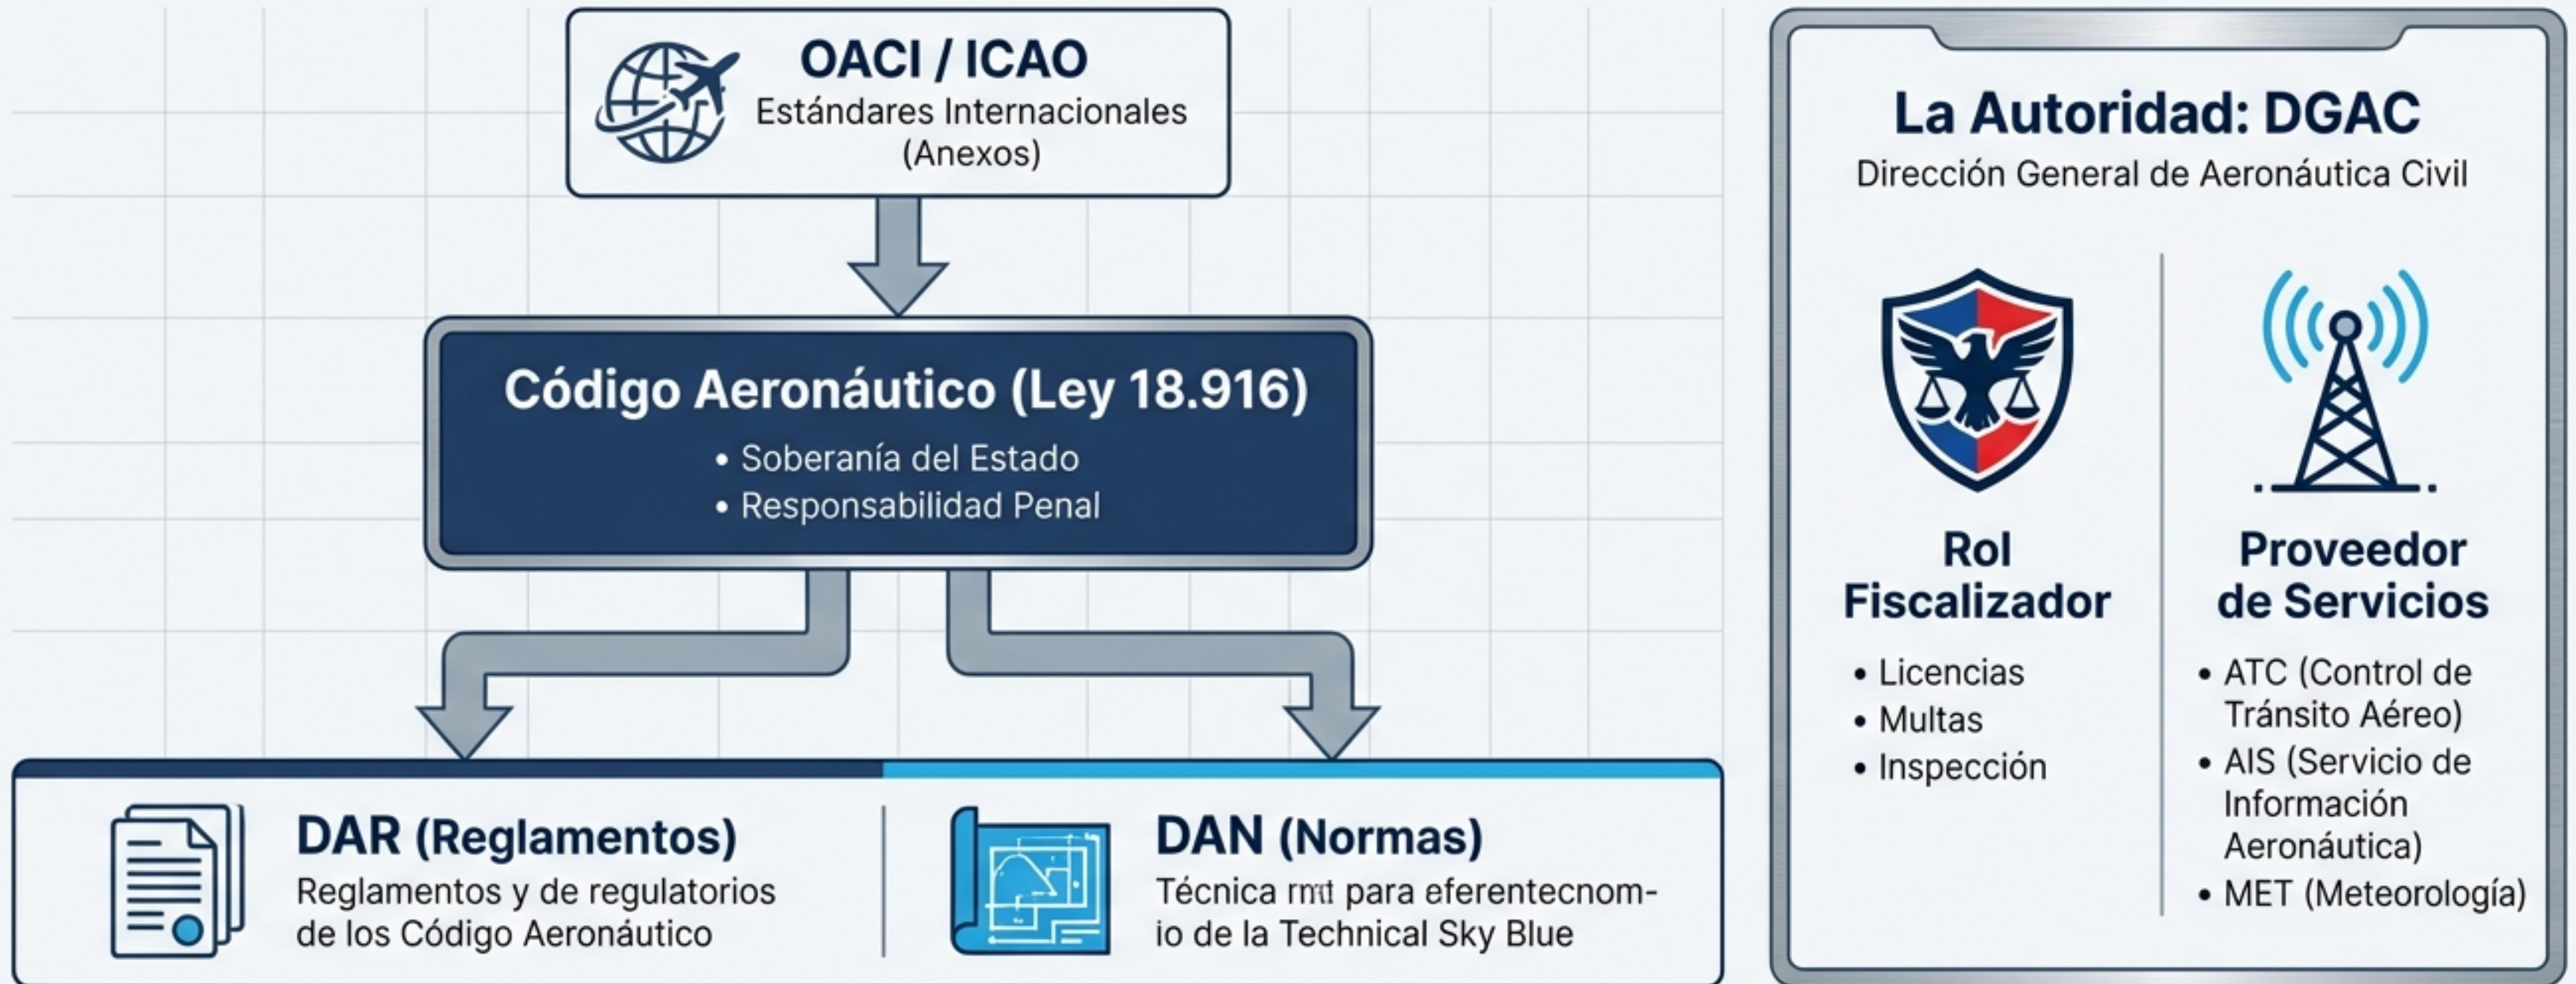 OACI / ICAO
Estándares Internacionales
(Anexos)
Código Aeronáutico (Ley 18.916)
• Soberanía del Estado
• Responsabilidad Penal
DAR (Reglamentos)
Reglamentos y de regulatorios
de los Código Aeronáutico
DAN (Normas)
Técnica para eferentecnom-
io de la Technical Sky Blue
La Autoridad: DGAC
Dirección General de Aeronáutica Civil
Rol
Fiscalizador
• Licencias
• Multas
• Inspección
Proveedor
de Servicios
• ATC (Control de
Tránsito Aéreo)
• AIS (Servicio de
Información
Aeronáutica)
• MET (Meteorología)